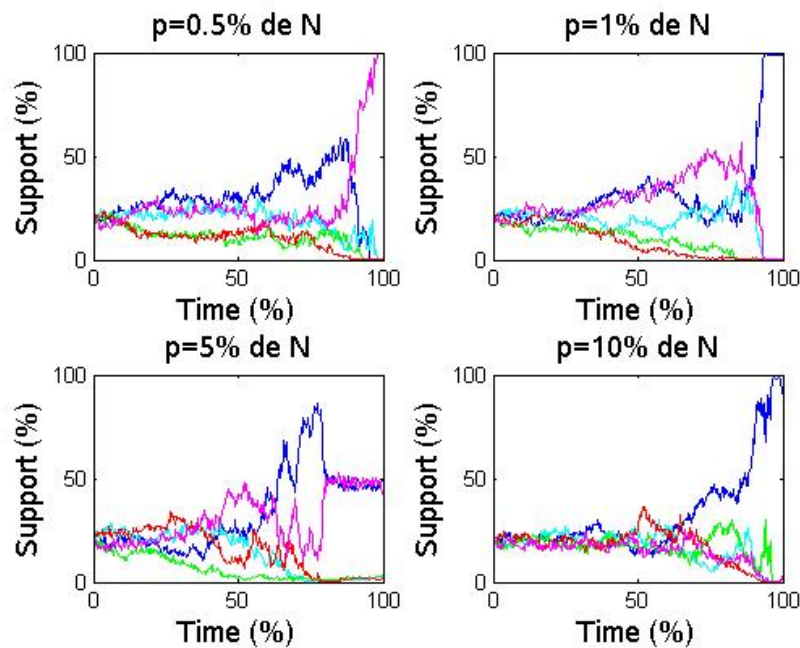 p=0.5% de N
100
50
0
Support (%)
0 50 100
Time (%)
p=1% de N
100
50
0
Support (%)
0 50 100
Time (%)
p=5% de N
100
50
0
Support (%)
0 50 100
Time (%)
p=10% de N
100
50
0
Support (%)
0 50 100
Time (%)